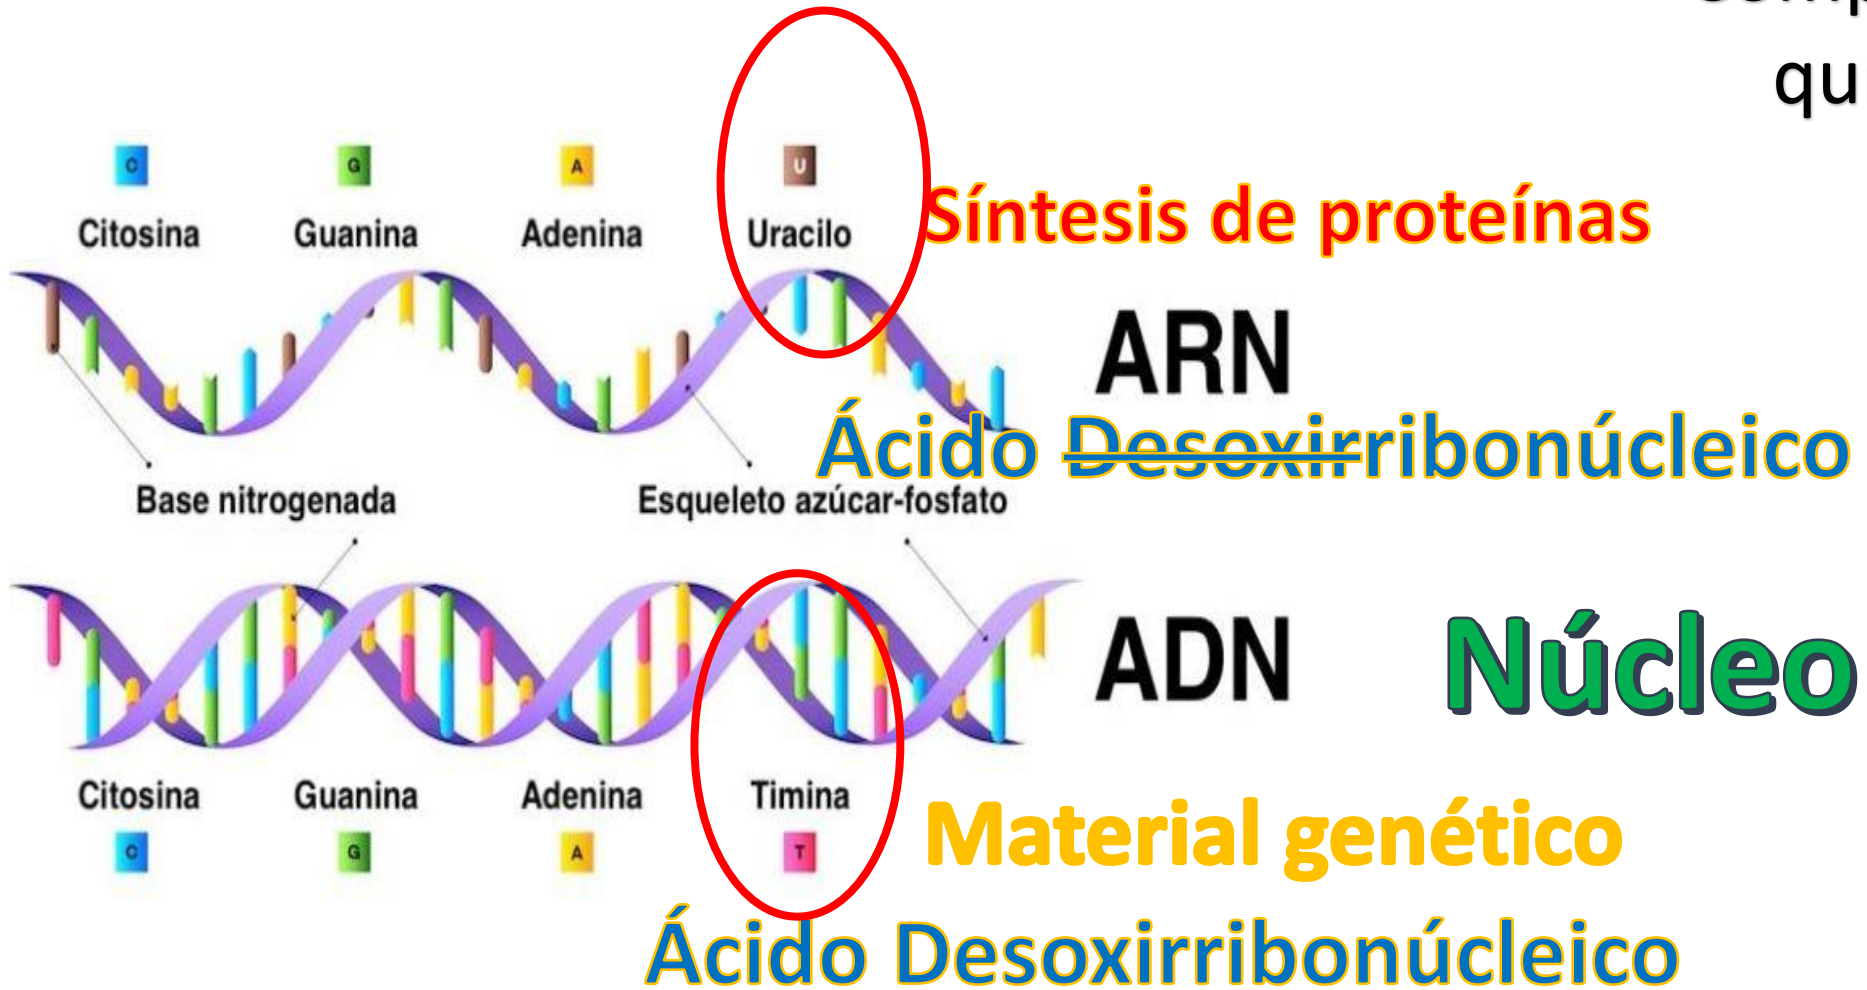 qu
C G A U
Citosina Guanina Adenina Uracilo
Síntesis de proteínas
ARN
Ácido Desoxirribonúcleico
Base nitrogenada Esqueleto azúcar-fosfato
ADN
Núcleo
Citosina Guanina Adenina Timina
C G A T
Material genético
Ácido Desoxirribonúcleico